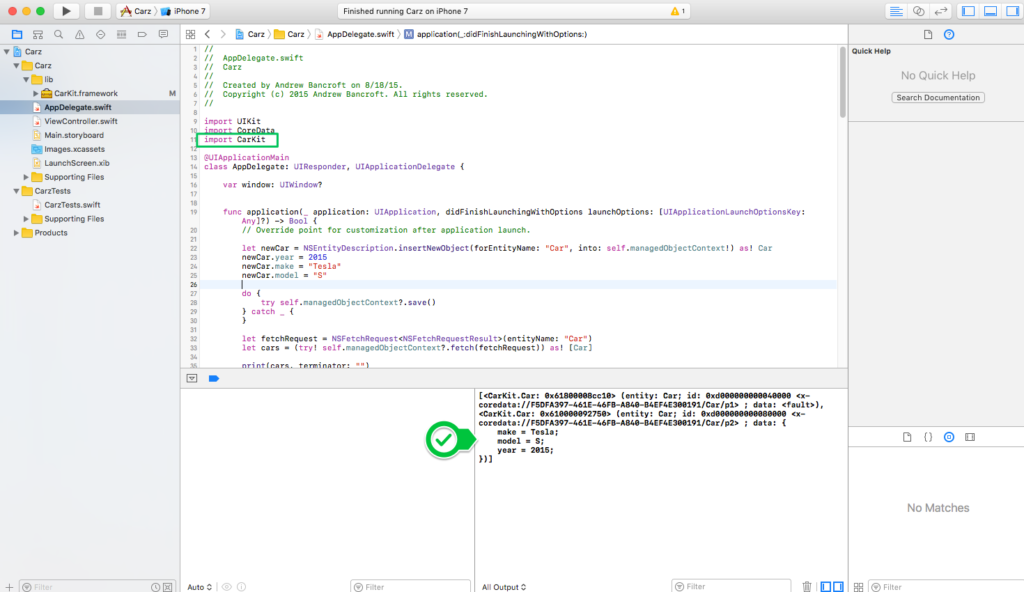 Carz
iPhone 7
Finished running Carz on iPhone 7
1
Carz
Carz
AppDelegate.swift
M
application(_:didFinishLaunchingWithOptions:)
Carz
Carz
lib
CarKit.framework
M
AppDelegate.swift
ViewController.swift
Main.storyboard
Images.xcassets
LaunchScreen.xib
Supporting Files
CarzTests
CarzTests.swift
Supporting Files
Products
1 //
2 // AppDelegate.swift
3 // Carz
4 //
5 // Created by Andrew Bancroft on 8/18/15.
6 // Copyright (c) 2015 Andrew Bancroft. All rights reserved.
7 //
8
9 import UIKit
10 import CoreData
11 import CarKit
12
13 @UIApplicationMain
14 class AppDelegate: UIResponder, UIApplicationDelegate {
15
16 var window: UIWindow?
17
18
19 func application(_ application: UIApplication, didFinishLaunchingWithOptions launchOptions: [UIApplicationLaunchOptionsKey:
Any]?) -> Bool {
20 // Override point for customization after application launch.
21
22 let newCar = NSEntityDescription.insertNewObject(forEntityName: "Car", into: self.managedObjectContext!) as! Car
23 newCar.year = 2015
24 newCar.make = "Tesla"
25 newCar.model = "S"
26
27 do {
28 try self.managedObjectContext?.save()
29 } catch _ {
30 }
31
32 let fetchRequest = NSFetchRequest<NSFetchRequestResult>(entityName: "Car")
33 let cars = (try! self.managedObjectContext?.fetch(fetchRequest)) as! [Car]
34
35 print(cars, terminator: "")
36
[<CarKit.Car: 0x61800008cc10> (entity: Car; id: 0xd000000000040000 <x-
coredata://F5DFA397-461E-46FB-A840-B4EF4E300191/Car/p1> ; data: <fault>),
<CarKit.Car: 0x610000092750> (entity: Car; id: 0xd000000000080000 <x-
coredata://F5DFA397-461E-46FB-A840-B4EF4E300191/Car/p2> ; data: {
make = Tesla;
model = S;
year = 2015;
})]
Quick Help
No Quick Help
Search Documentation
{ }
No Matches
Filter
Auto
Filter
All Output
Filter
Filter